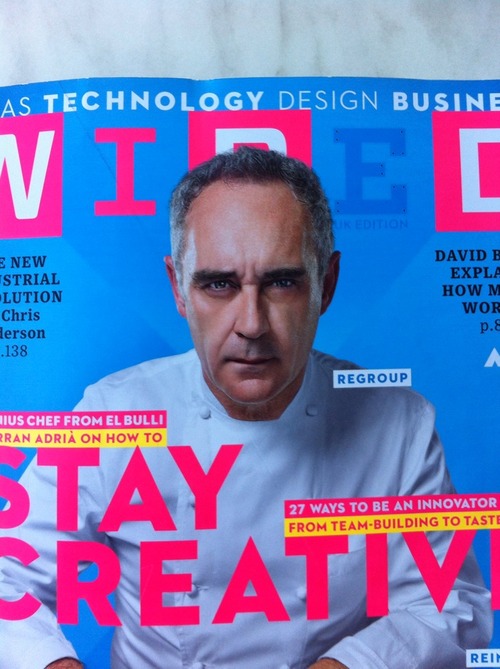 AS TECHNOLOGY DESIGN BUSINE
WIRED
UK EDITION
E NEW
USTRIAL
OLUTION
Chris
derson
.138
DAVID B
EXPLA
HOW M
WOR
p.8
REGROUP
NIUS CHEF FROM EL BULLI
RRAN ADRIÀ ON HOW TO
STAY
CREATIV
27 WAYS TO BE AN INNOVATOR
FROM TEAM-BUILDING TO TASTE
REIN